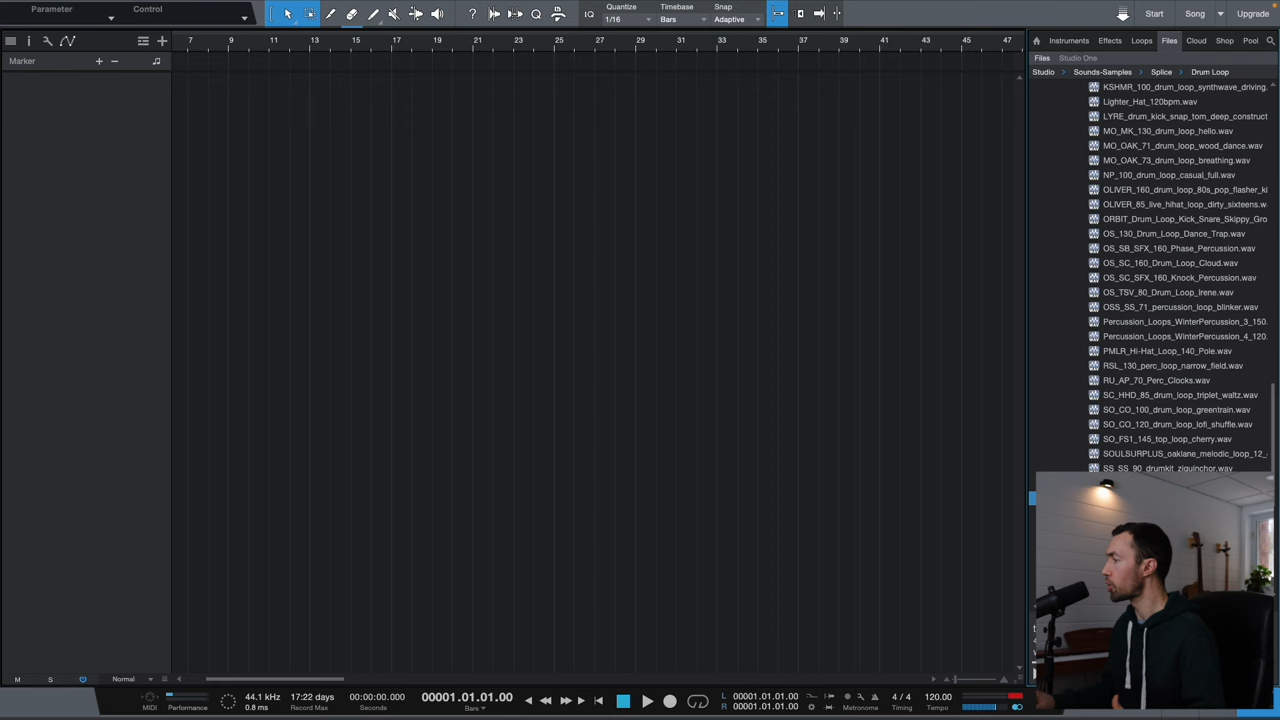 Parameter Control
Quantize Timebase Snap
IQ 1/16 Bars Adaptive
Start Song Upgrade
7 9 11 13 15 17 19 21 23 25 27 29 31 33 35 37 39 41 43 45 47
Instruments Effects Loops Files Cloud Shop Pool
Marker
Files Studio One
Studio > Sounds-Samples > Splice > Drum Loop
KSHMR_100_drum_loop_synthwave_driving.
Lighter_Hat_120bpm.wav
LYRE_drum_kick_snap_tom_deep_construct
MO_MK_130_drum_loop_hello.wav
MO_OAK_71_drum_loop_wood_dance.wav
MO_OAK_73_drum_loop_breathing.wav
NP_100_drum_loop_casual_full.wav
OLIVER_160_drum_loop_80s_pop_flasher_ki
OLIVER_85_live_hihat_loop_dirty_sixteens.w
ORBIT_Drum_Loop_Kick_Snare_Skippy_Gro
OS_130_Drum_Loop_Dance_Trap.wav
OS_SB_SFX_160_Phase_Percussion.wav
OS_SC_160_Drum_Loop_Cloud.wav
OS_SC_SFX_160_Knock_Percussion.wav
OS_TSV_80_Drum_Loop_Irene.wav
OSS_SS_71_percussion_loop_blinker.wav
Percussion_Loops_WinterPercussion_3_150.
Percussion_Loops_WinterPercussion_4_120.
PMLR_Hi-Hat_Loop_140_Pole.wav
RSL_130_perc_loop_narrow_field.wav
RU_AP_70_Perc_Clocks.wav
SC_HHD_85_drum_loop_triplet_waltz.wav
SO_CO_100_drum_loop_greentrain.wav
SO_CO_120_drum_loop_lofi_shuffle.wav
SO_FS1_145_top_loop_cherry.wav
SOULSURPLUS_oaklane_melodic_loop_12_
SS_SS_90_drumkit_ziguinchor.wav
M S Normal
44.1 kHz 17:22 days 00:00:00.000 00001.01.01.00 L 00001.01.01.00 4 / 4 120.00
MIDI Performance 0.8 ms Record Max Seconds Bars R 00001.01.01.00 Metronome Timing Tempo